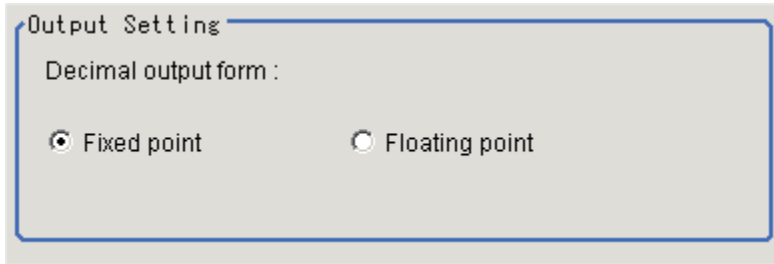 Output Setting
Decimal output form :
Fixed point Floating point